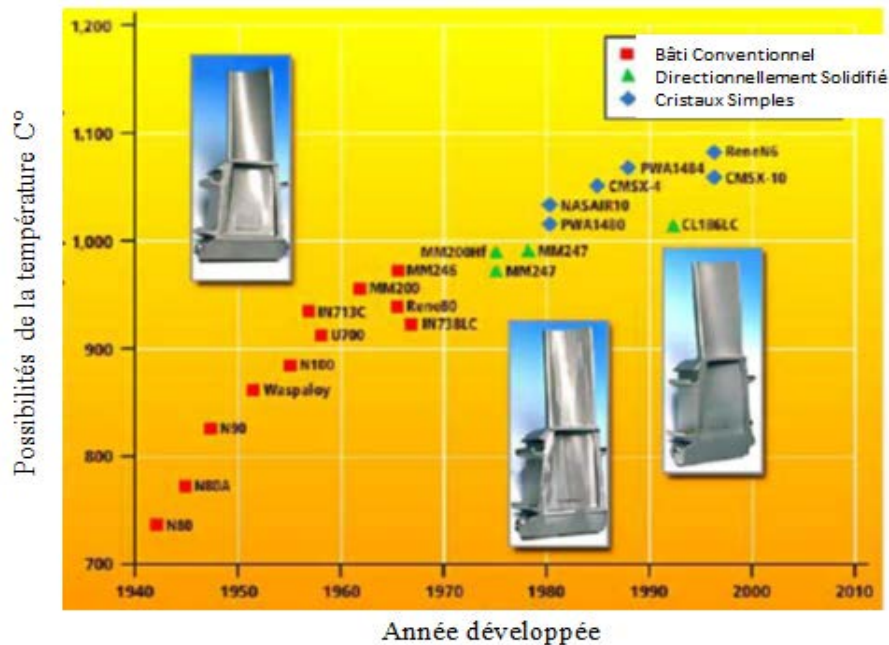 1,200
1,100
1,000
900
800
700
Possibilités de la température C°
Bâti Conventionnel
Directionnellement Solidifié
Cristaux Simples
ReneN6
PWA1484
CMSX-10
CMSX-4
NASAIR10
PWA1480
CL186LC
MM200Hf
MM247
MM247
MM246
MM200
Rene80
IN713C
IN738LC
U700
N100
Waspaloy
N90
N80A
N80
1940
1950
1960
1970
1980
1990
2000
2010
Année développée